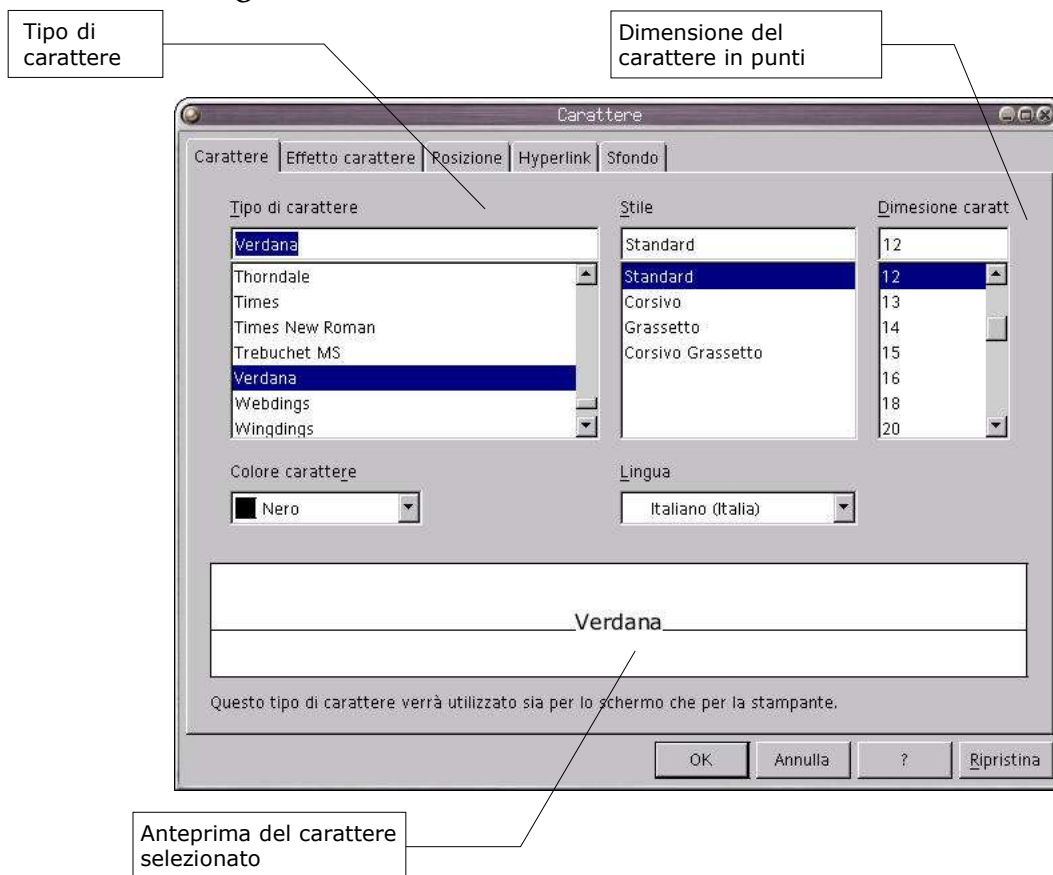 Tipo di
carattere
Dimensione del
carattere in punti
Carattere
Carattere Effetto carattere Posizione Hyperlink Sfondo
Tipo di carattere Stile Dimesione caratt
Verdana Standard 12
Thorndale Standard 12
Times Corsivo 13
Times New Roman Grassetto 14
Trebuchet MS Corsivo Grassetto 15
Verdana 16
Webdings 18
Wingdings 20
Colore carattere Lingua
Nero Italiano (Italia)
Verdana
Questo tipo di carattere verrà utilizzato sia per lo schermo che per la stampante.
OK Annulla ? Ripristina
Anteprima del carattere
selezionato